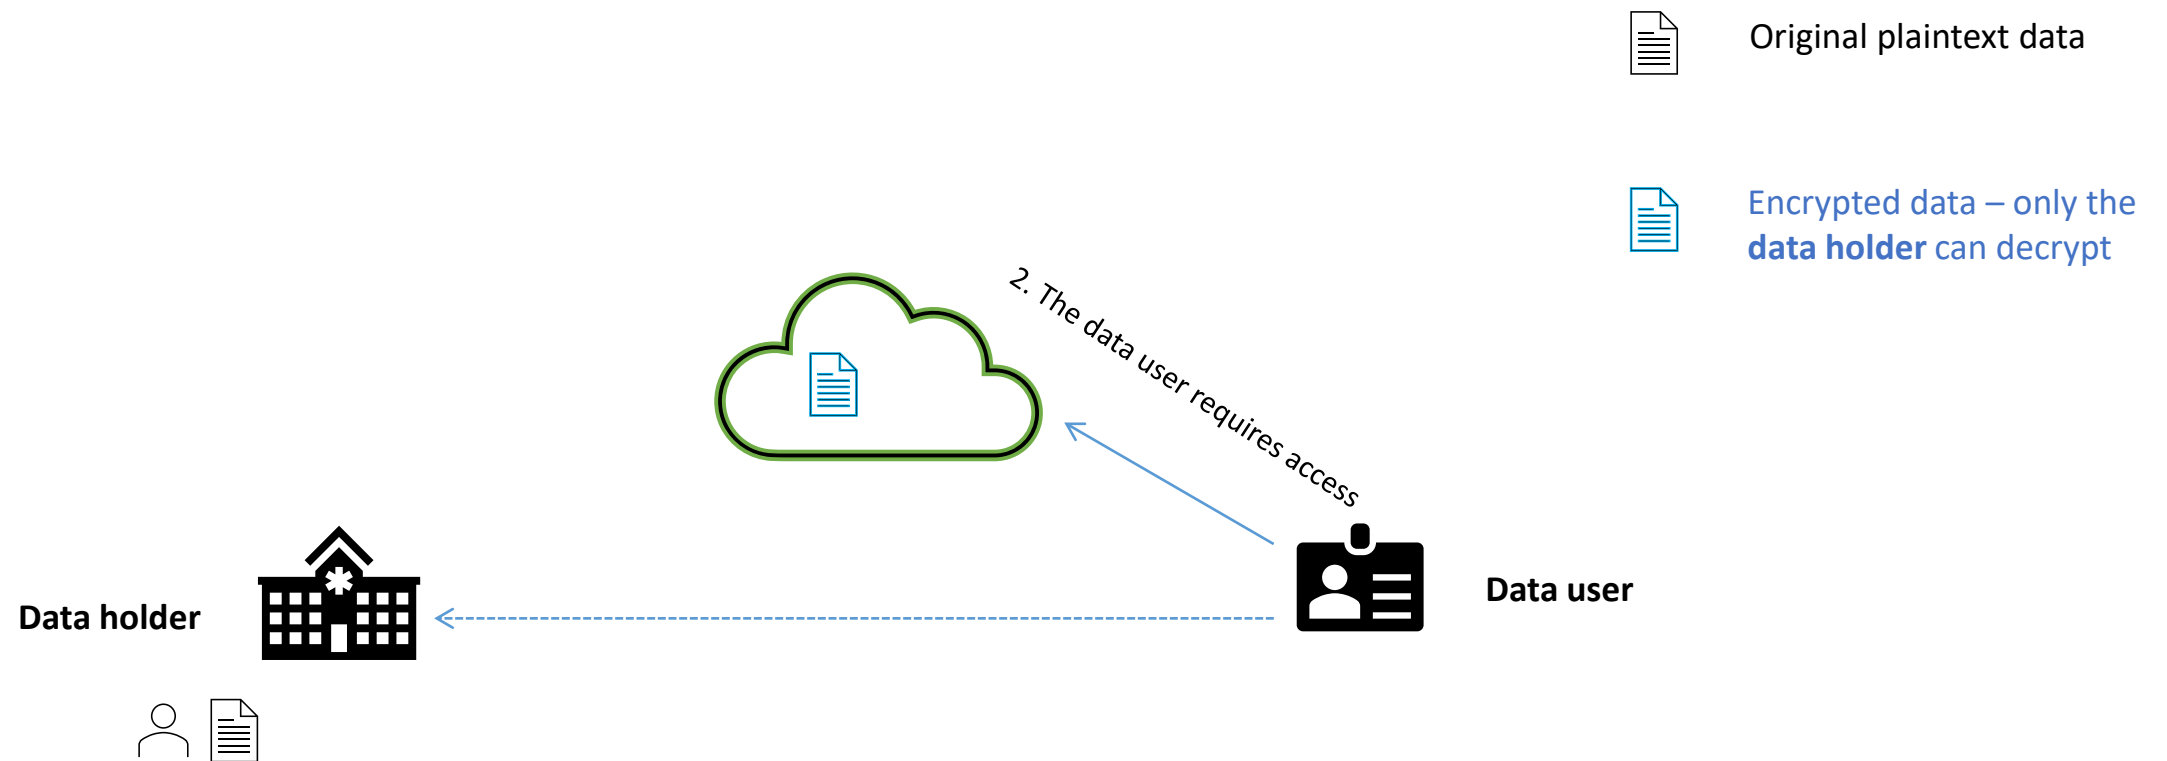 Original plaintext data
Encrypted data – only the
data holder can decrypt
2. The data user requires access
Data user
Data holder